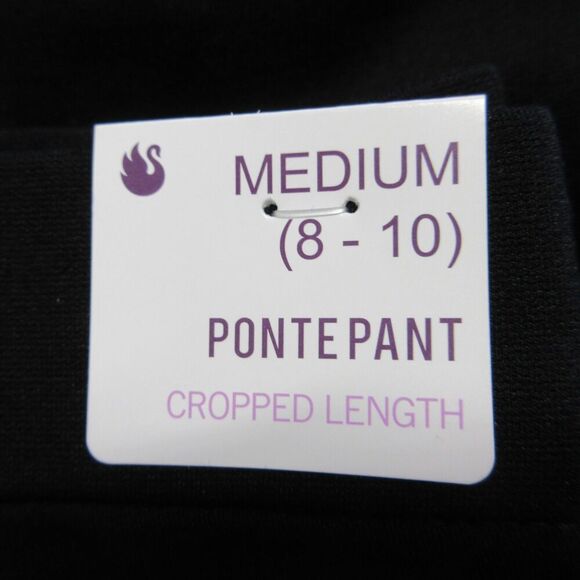 MEDIUM
(8 - 10)
PONTE PANT
CROPPED LENGTH